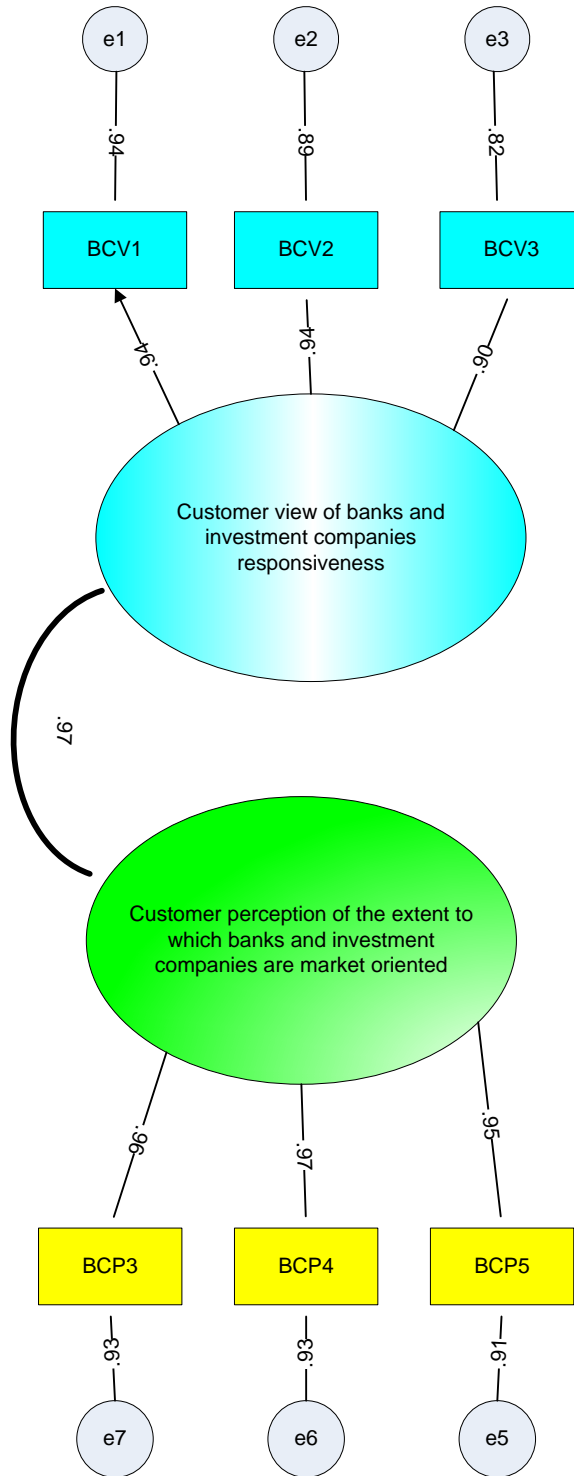 e1
e2
e3
.94
.89
.82
BCV1
BCV2
BCV3
.94
.94
.90
Customer view of banks and
investment companies
responsiveness
.97
Customer perception of the extent to
which banks and investment
companies are market oriented
.96
.97
.95
BCP3
BCP4
BCP5
.93
.93
.91
e7
e6
e5